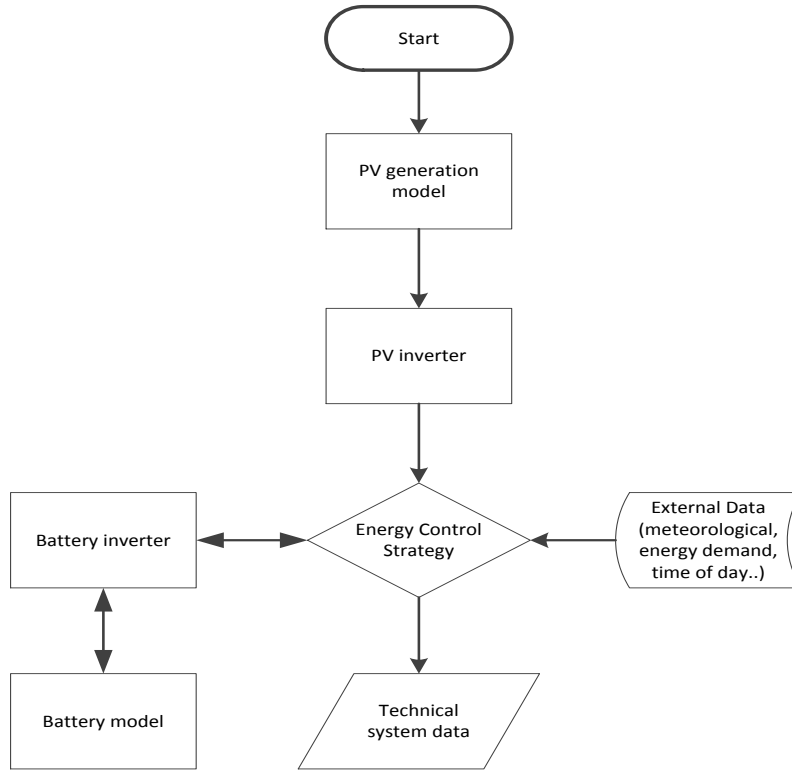 Start
PV generation
model
PV inverter
Battery inverter
Energy Control
Strategy
External Data
(meteorological,
energy demand,
time of day..)
Battery model
Technical
system data